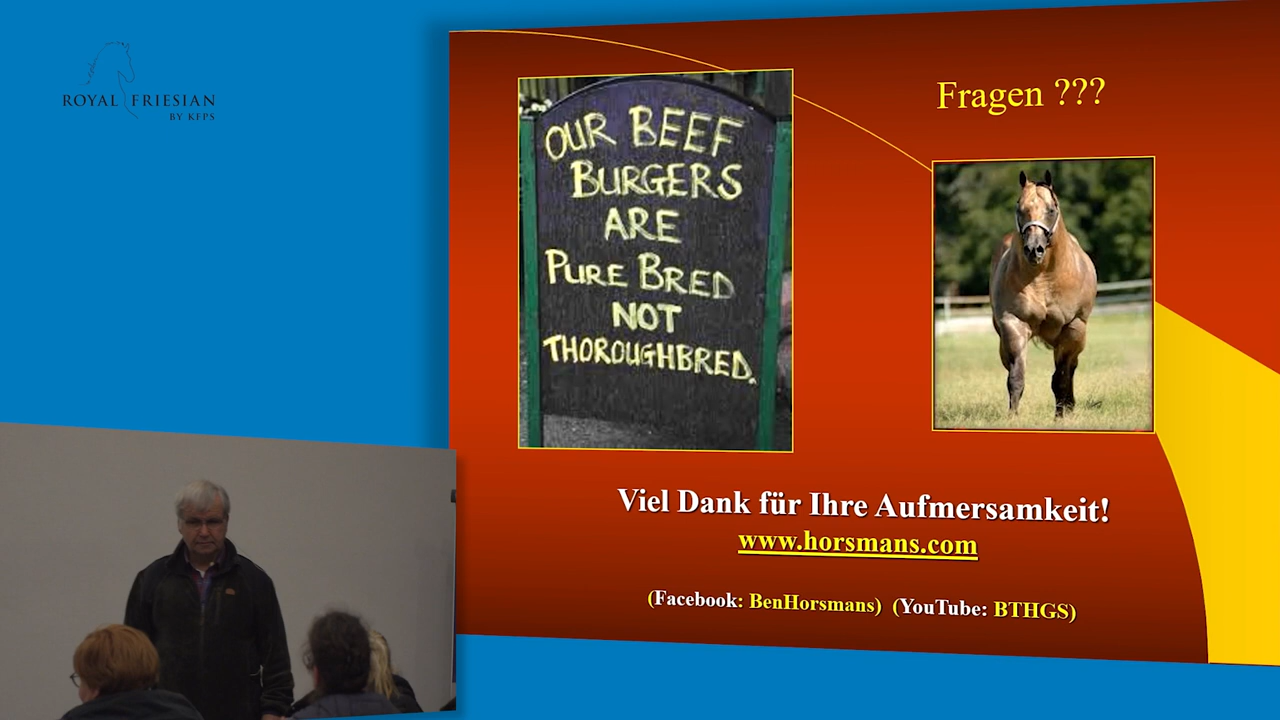 ROYAL FRIESIAN
BY KFPS
OUR BEEF
BURGERS
ARE
PURE BRED
NOT
THOROUGHBRED.
Fragen ???
Viel Dank für Ihre Aufmersamkeit!
www.horsmans.com
(Facebook: BenHorsmans) (YouTube: BTHGS)